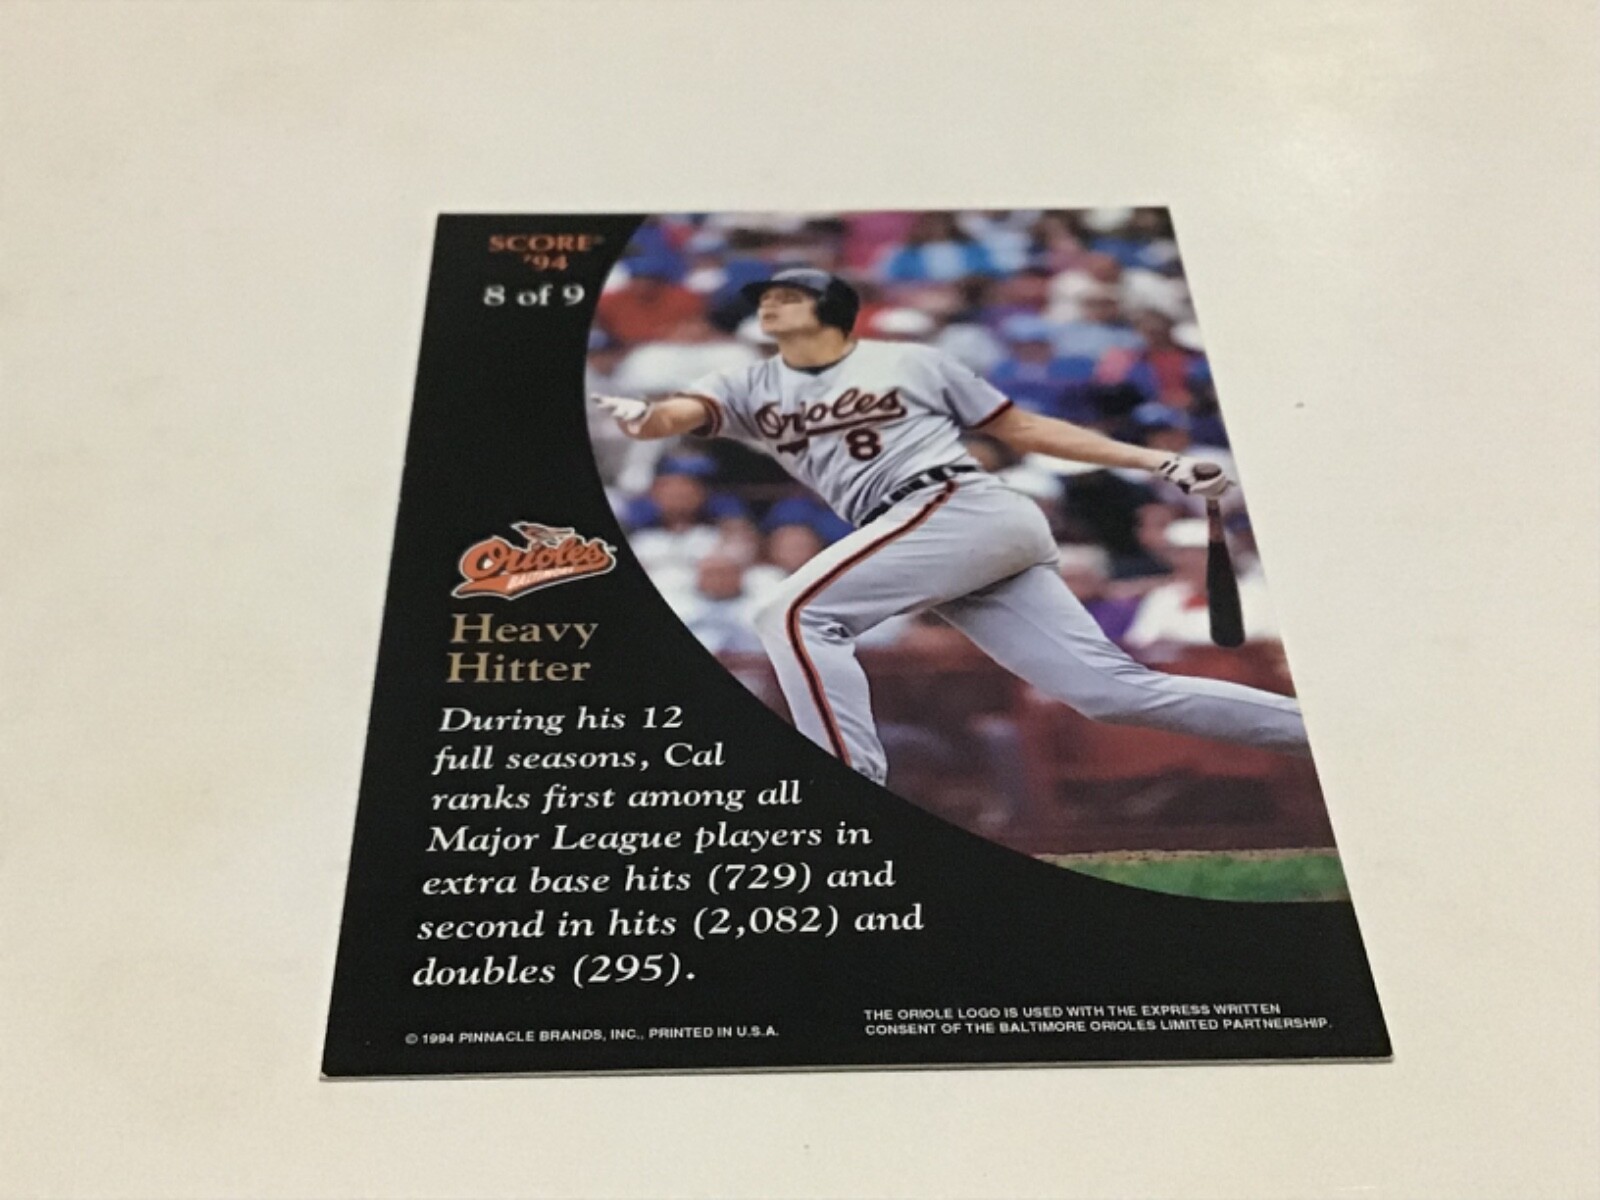 SCORE®
'94
8 of 9
Orioles
8
Orioles
BALTIMORE
Heavy
Hitter
During his 12
full seasons, Cal
ranks first among all
Major League players in
extra base hits (729) and
second in hits (2,082) and
doubles (295).
© 1994 PINNACLE BRANDS, INC., PRINTED IN U.S.A.
THE ORIOLE LOGO IS USED WITH THE EXPRESS WRITTEN
CONSENT OF THE BALTIMORE ORIOLES LIMITED PARTNERSHIP.